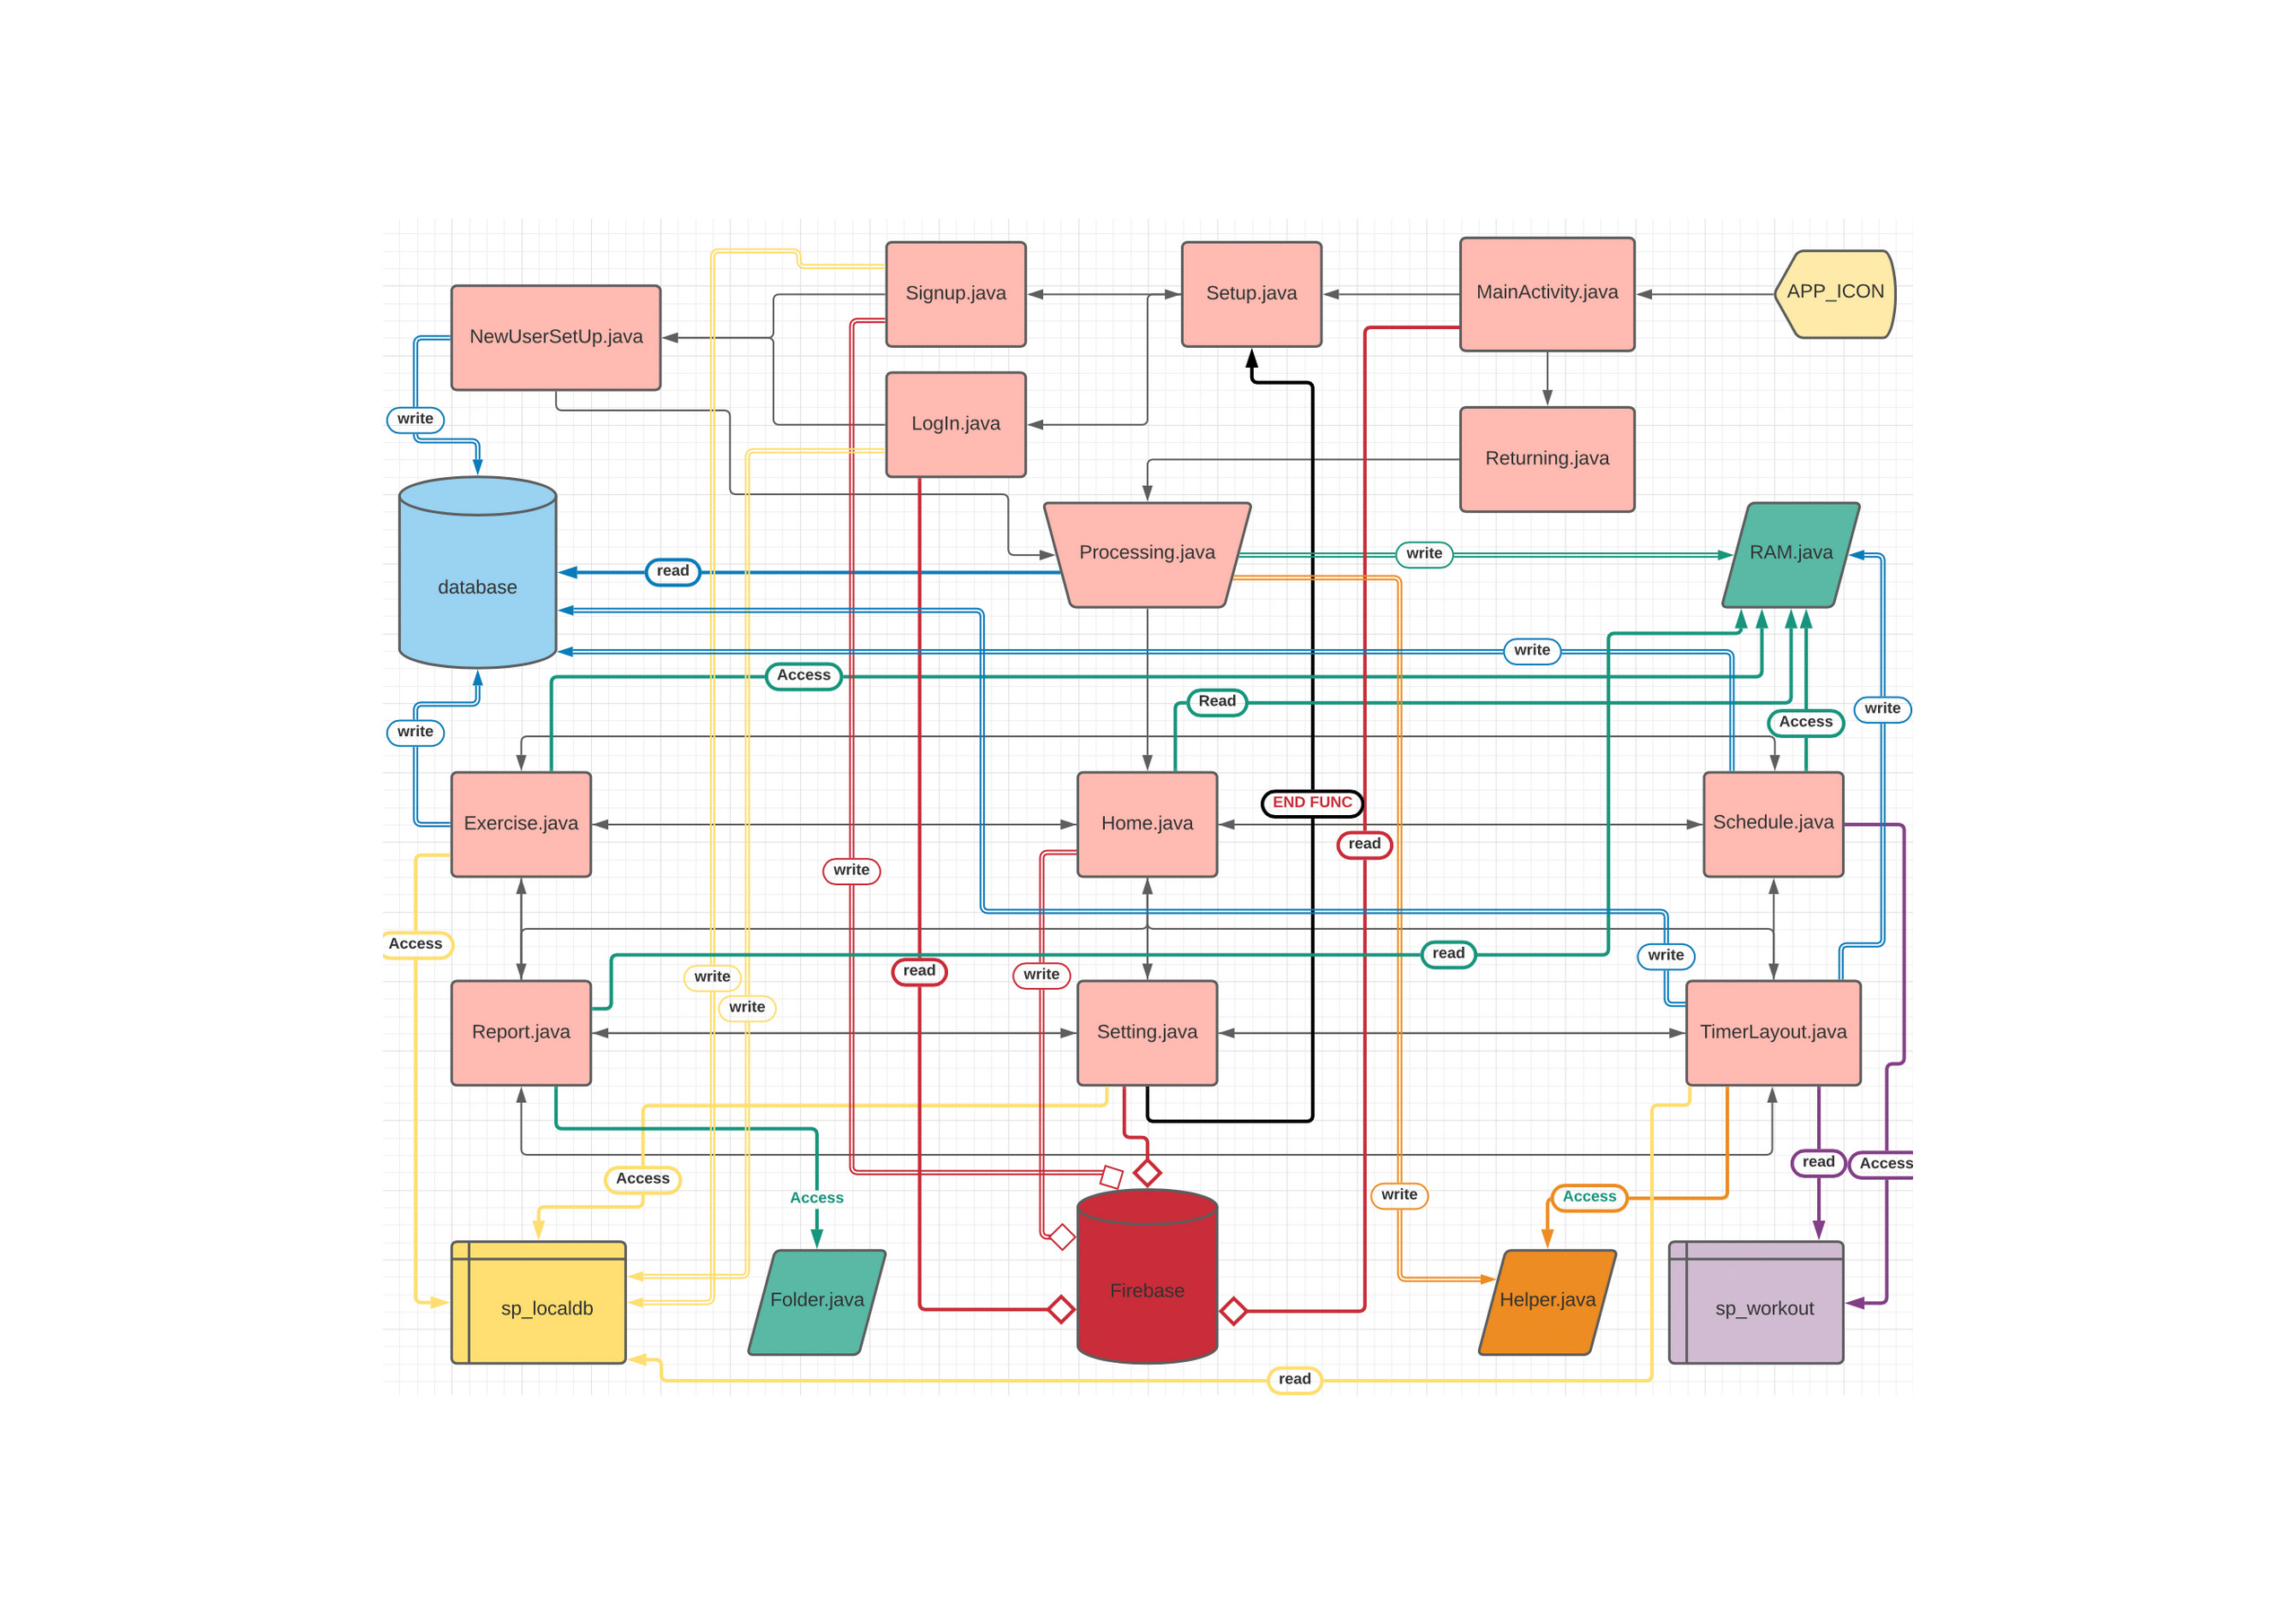 Signup.java
Setup.java
MainActivity.java
APP_ICON
NewUserSetUp.java
LogIn.java
write
Returning.java
Processing.java
write
RAM.java
read
database
write
Access
Read
write
Access
write
Exercise.java
Home.java
END FUNC
Schedule.java
read
write
Access
read
write
read
write
write
write
Report.java
Setting.java
TimerLayout.java
read
Access
Access
Access
write
Access
sp_localdb
Folder.java
Firebase
Helper.java
sp_workout
read